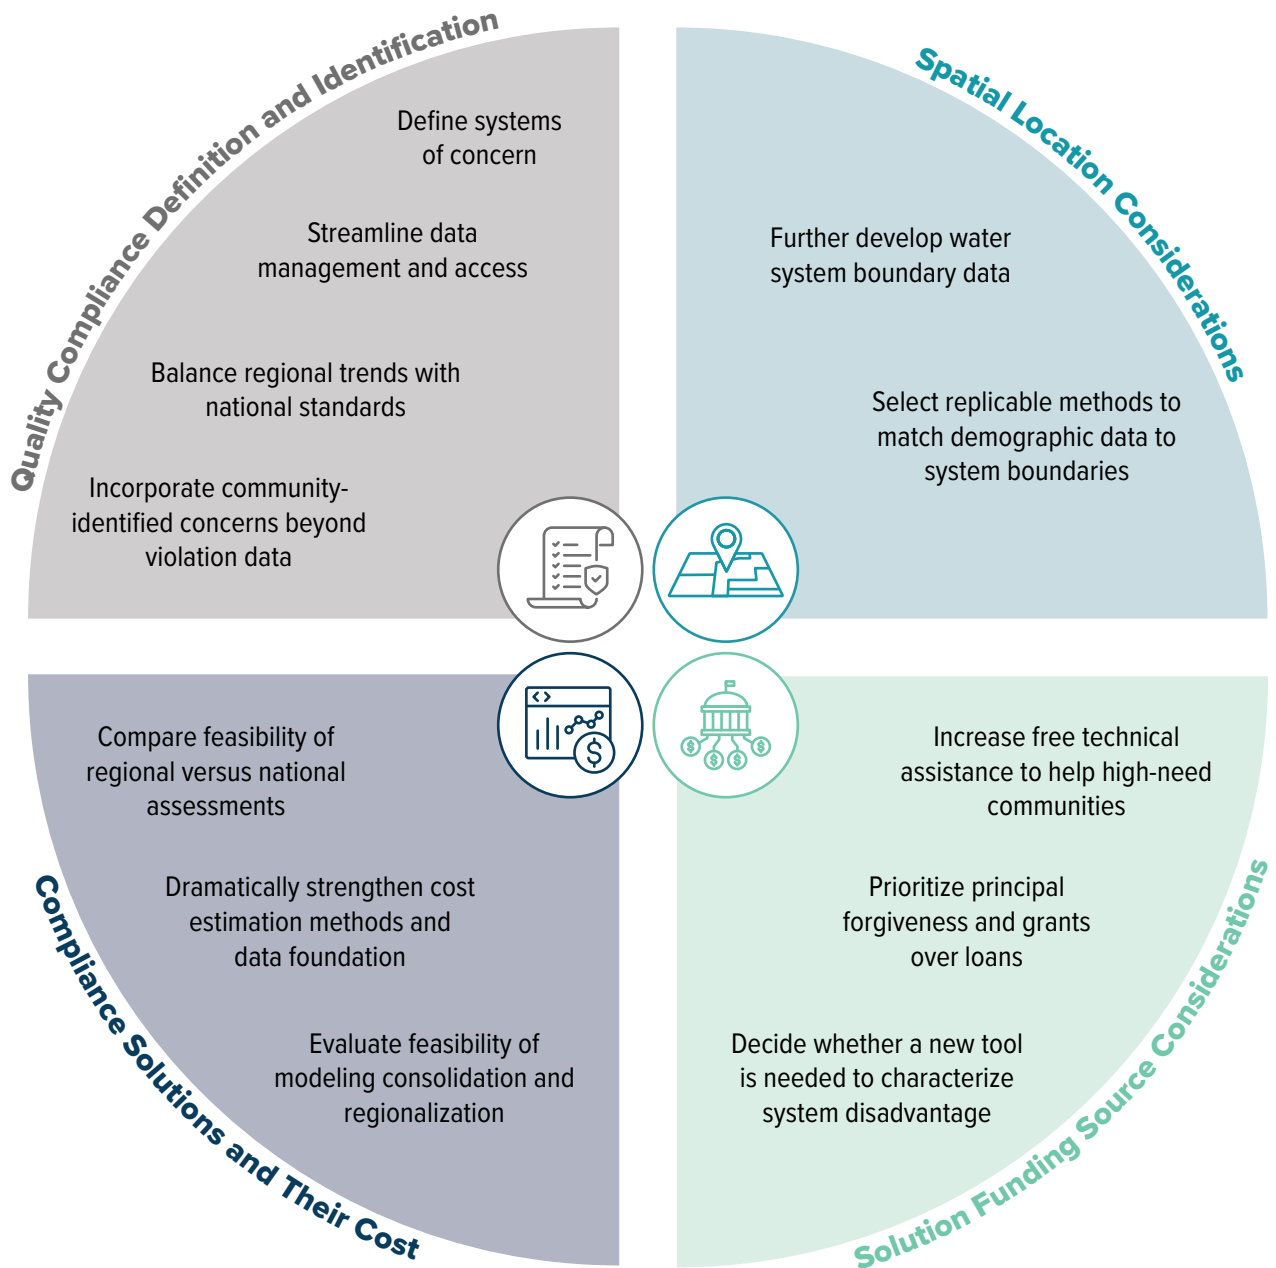 Quality Compliance Definition and Identification
Define systems
of concern
Streamline data
management and access
Balance regional trends with
national standards
Incorporate community-
identified concerns beyond
violation data
Spatial Location Considerations
Further develop water
system boundary data
Select replicable methods to
match demographic data to
system boundaries
Compliance Solutions and Their Cost
Compare feasibility of
regional versus national
assessments
Dramatically strengthen cost
estimation methods and
data foundation
Evaluate feasibility of
modeling consolidation and
regionalization
Solution Funding Source Considerations
Increase free technical
assistance to help high-need
communities
Prioritize principal
forgiveness and grants
over loans
Decide whether a new tool
is needed to characterize
system disadvantage